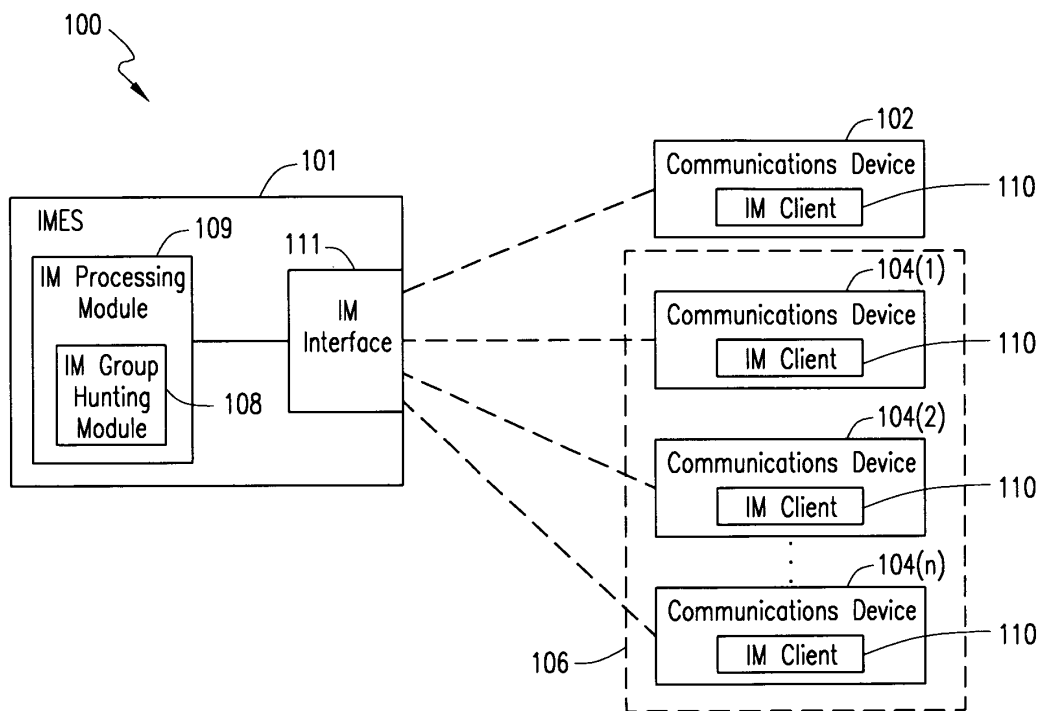 100
101
IMES
109
IM Processing
Module
IM Group
Hunting
Module
108
111
IM
Interface
102
Communications Device
IM Client
110
104(1)
Communications Device
IM Client
110
104(2)
Communications Device
IM Client
110
104(n)
Communications Device
IM Client
110
106